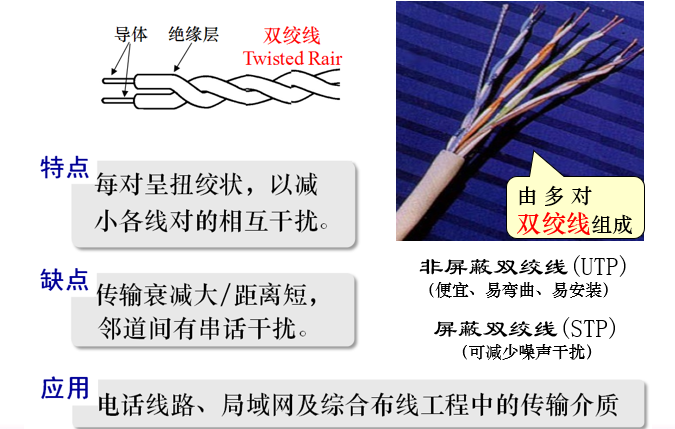 导体 绝缘层 双绞线
Twisted Rair
特点
每对呈扭绞状，以减
小各线对的相互干扰。
由多对
双绞线组成
缺点
传输衰减大/距离短，
邻道间有串话干扰。
非屏蔽双绞线(UTP)
(便宜、易弯曲、易安装)
屏蔽双绞线(STP)
(可减少噪声干扰)
应用
电话线路、局域网及综合布线工程中的传输介质